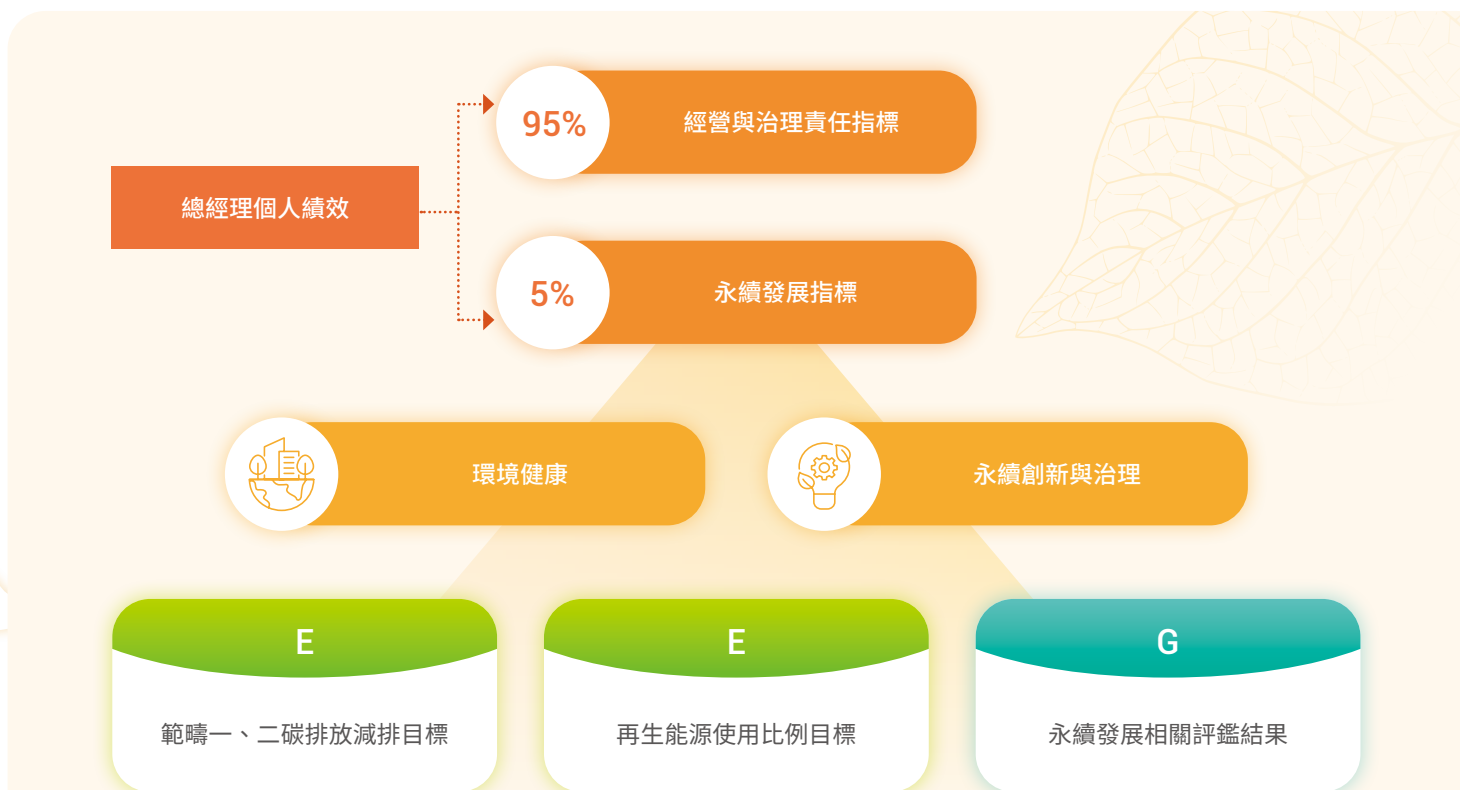 95%
經營與治理責任指標
總經理個人績效
5%
永續發展指標
環境健康
永續創新與治理
E
E
G
範疇一、二碳排放減排目標
再生能源使用比例目標
永續發展相關評鑑結果